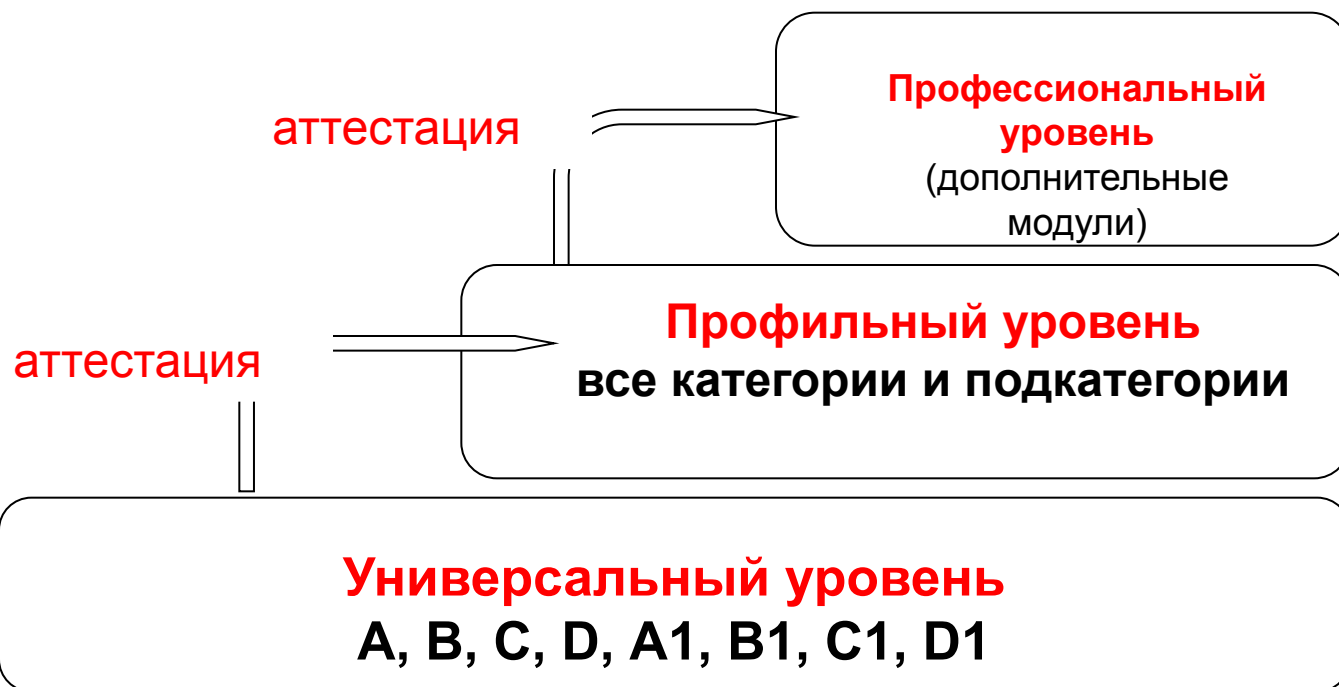 Профессиональный
уровень
(дополнительные
модули)
аттестация
Профильный уровень
все категории и подкатегории
аттестация
Универсальный уровень
A, B, C, D, A1, B1, C1, D1